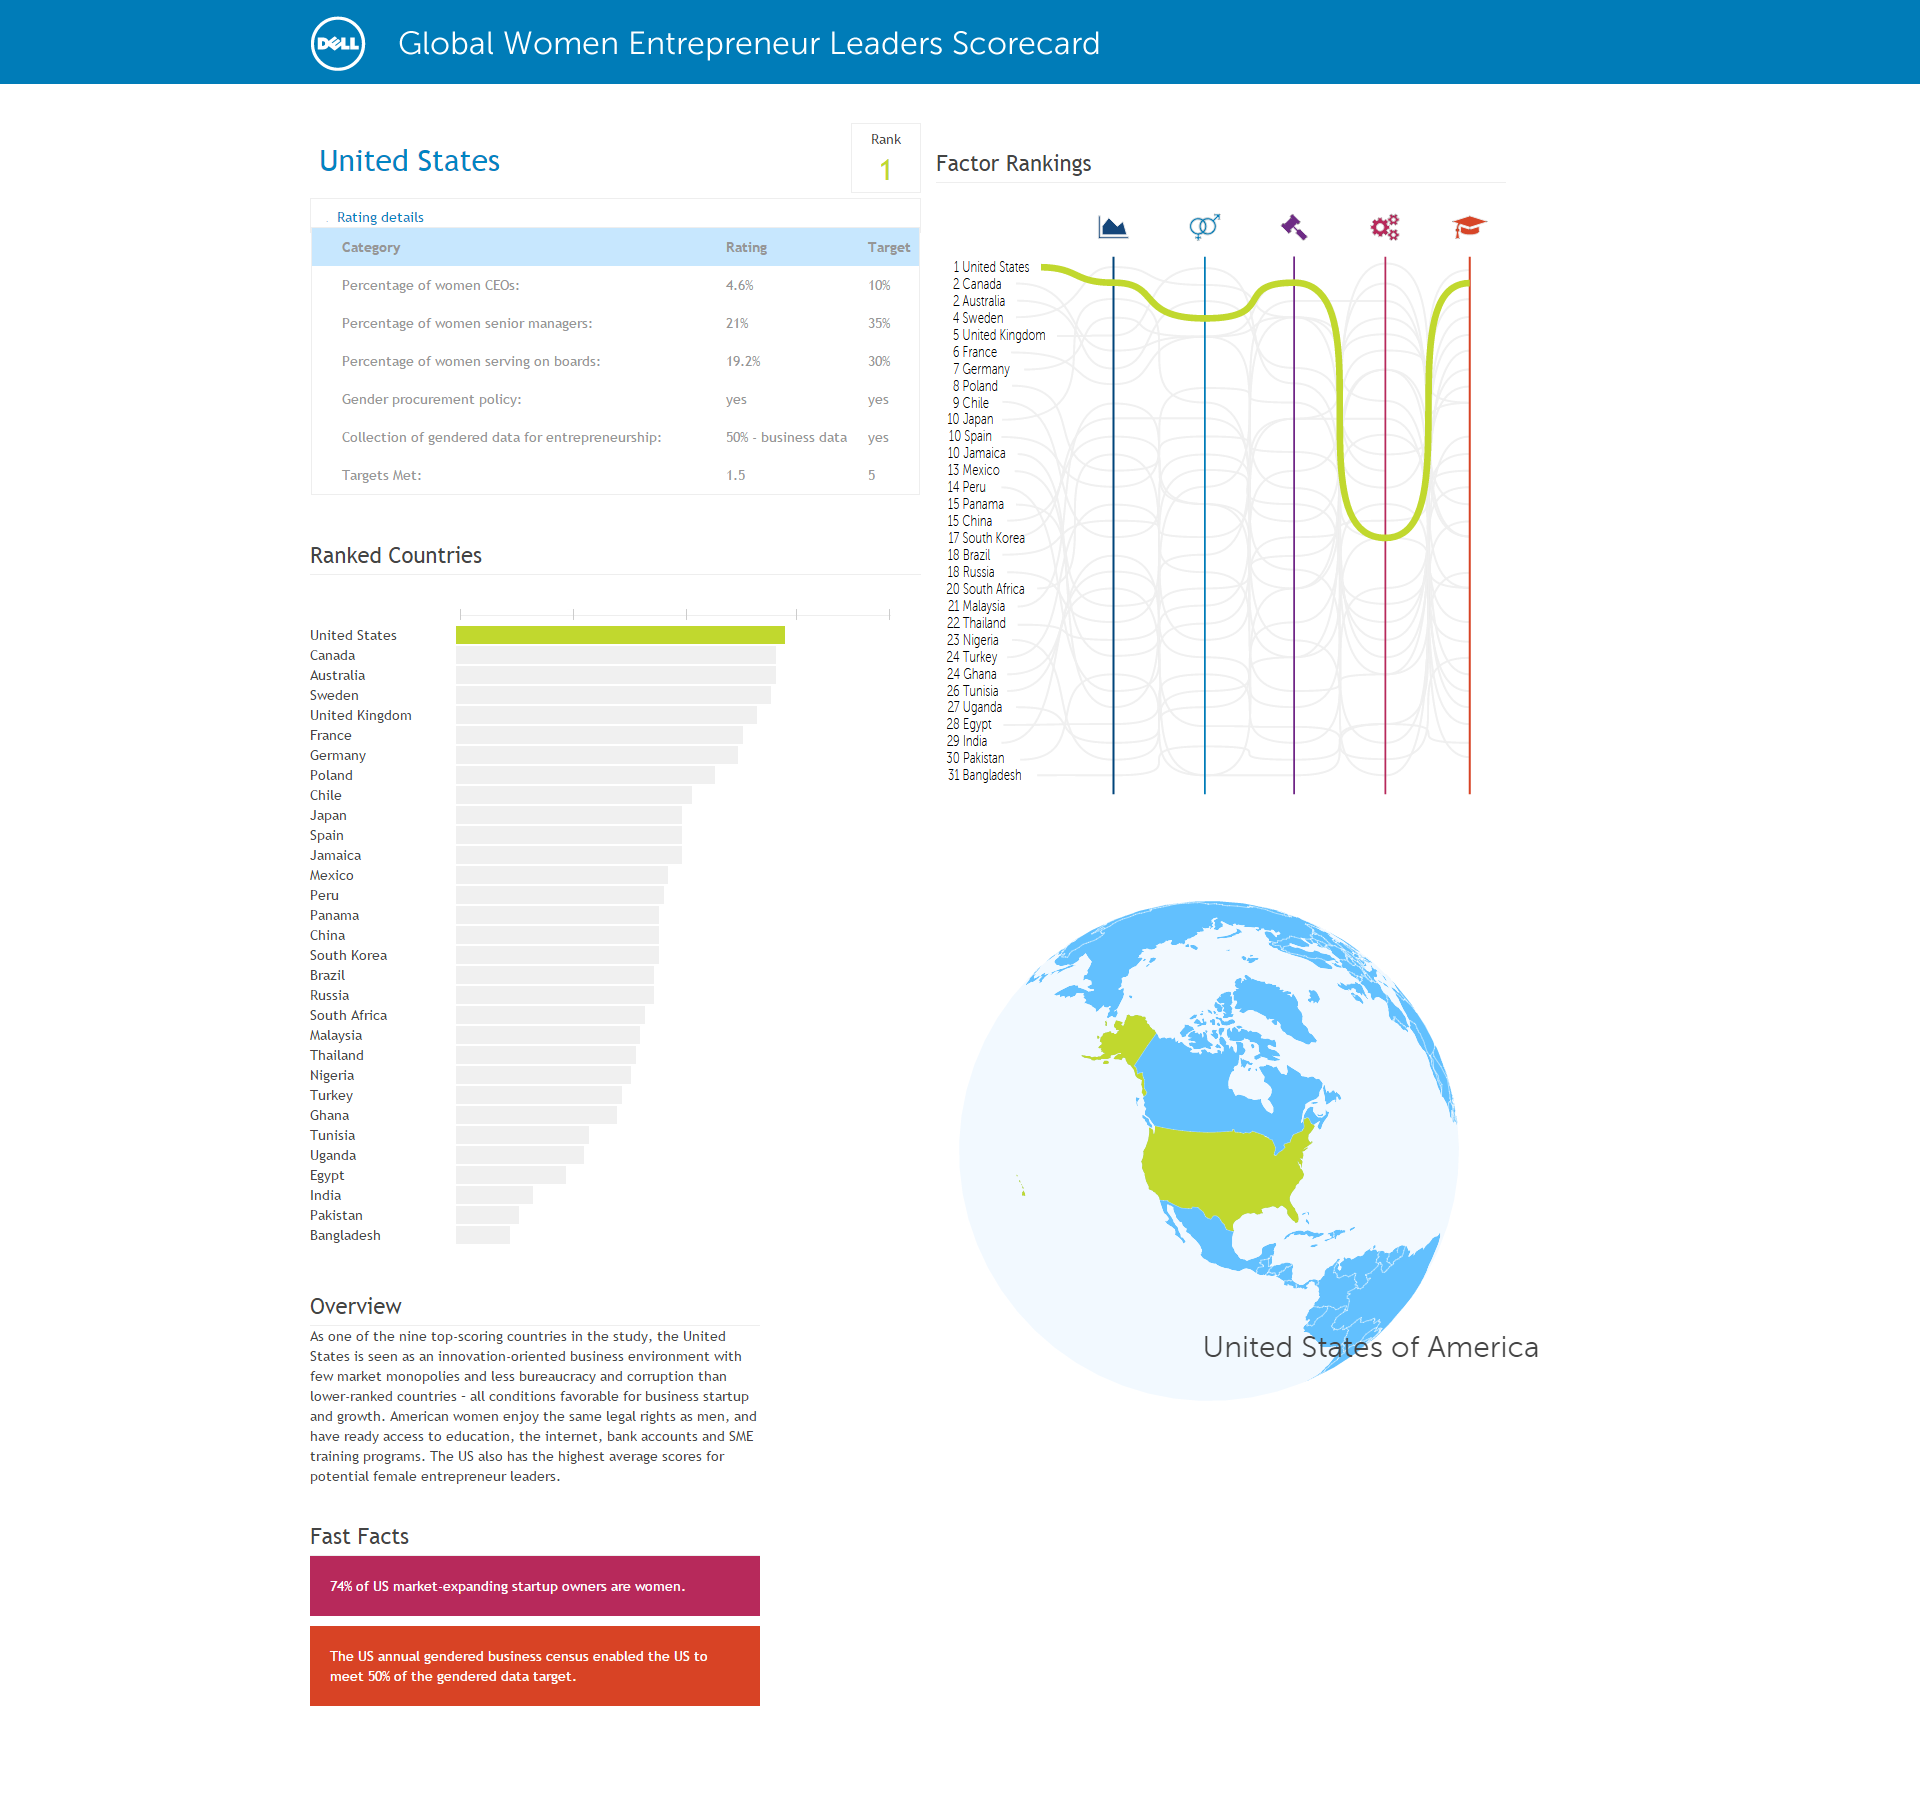 DELL
Global Women Entrepreneur Leaders Scorecard
United States
Rank
1
Rating details
Category Rating Target
Percentage of women CEOs: 4.6% 10%
Percentage of women senior managers: 21% 35%
Percentage of women serving on boards: 19.2% 30%
Gender procurement policy: yes yes
Collection of gendered data for entrepreneurship: 50% - business data yes
Targets Met: 1.5 5
Ranked Countries
United States
Canada
Australia
Sweden
United Kingdom
France
Germany
Poland
Chile
Japan
Spain
Jamaica
Mexico
Peru
Panama
China
South Korea
Brazil
Russia
South Africa
Malaysia
Thailand
Nigeria
Turkey
Ghana
Tunisia
Uganda
Egypt
India
Pakistan
Bangladesh
Overview
As one of the nine top-scoring countries in the study, the United
States is seen as an innovation-oriented business environment with
few market monopolies and less bureaucracy and corruption than
lower-ranked countries – all conditions favorable for business startup
and growth. American women enjoy the same legal rights as men, and
have ready access to education, the internet, bank accounts and SME
training programs. The US also has the highest average scores for
potential female entrepreneur leaders.
Fast Facts
74% of US market-expanding startup owners are women.
The US annual gendered business census enabled the US to
meet 50% of the gendered data target.
Factor Rankings
1 United States
2 Canada
2 Australia
4 Sweden
5 United Kingdom
6 France
7 Germany
8 Poland
9 Chile
10 Japan
10 Spain
10 Jamaica
13 Mexico
14 Peru
15 Panama
15 China
17 South Korea
18 Brazil
18 Russia
20 South Africa
21 Malaysia
22 Thailand
23 Nigeria
24 Turkey
24 Ghana
26 Tunisia
27 Uganda
28 Egypt
29 India
30 Pakistan
31 Bangladesh
United States of America